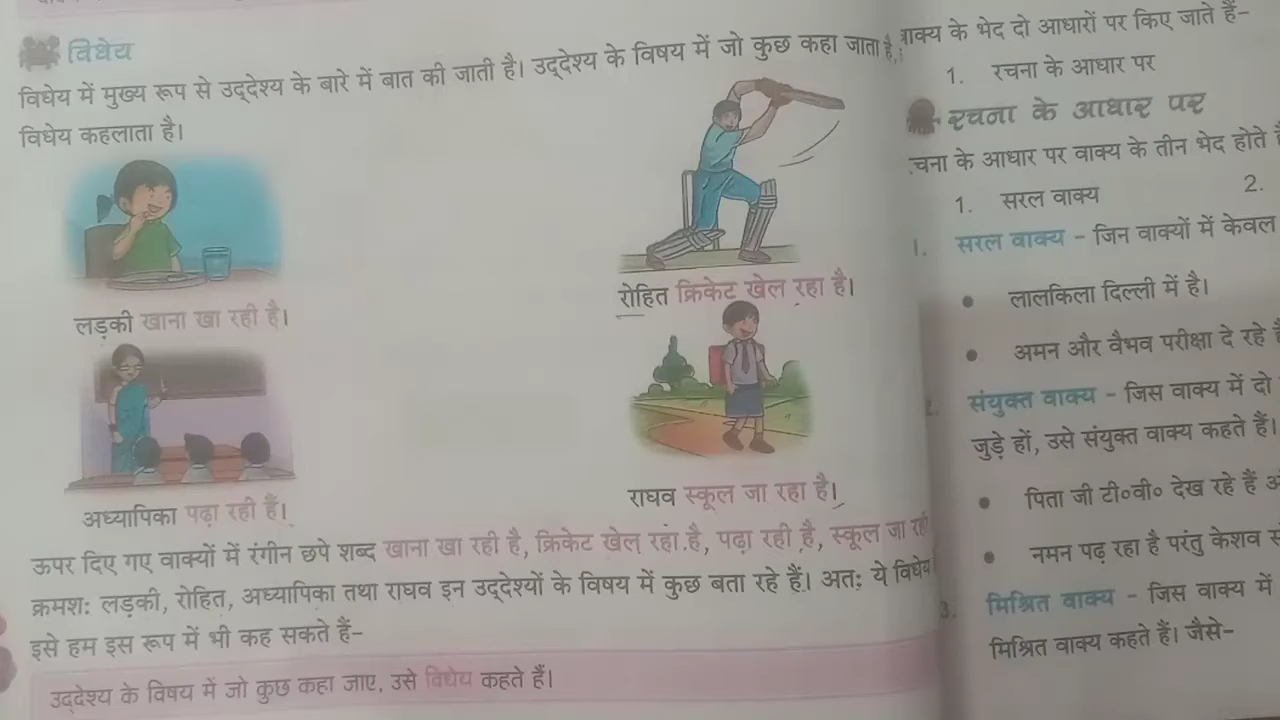 विधेय
विधेय में मुख्य रूप से उद्देश्य के बारे में बात की जाती है। उद्देश्य के विषय में जो कुछ कहा जाता है,
विधेय कहलाता है।
लड़की खाना खा रही है।
रोहित क्रिकेट खेल रहा है।
अध्यापिका पढ़ा रही हैं।
राघव स्कूल जा रहा है।
ऊपर दिए गए वाक्यों में रंगीन छपे शब्द खाना खा रही है, क्रिकेट खेल रहा है, पढ़ा रही है, स्कूल जा
क्रमशः लड़की, रोहित, अध्यापिका तथा राघव इन उद्देश्यों के विषय में कुछ बता रहे हैं। अतः ये विधेय
इसे हम इस रूप में भी कह सकते हैं-
उद्देश्य के विषय में जो कुछ कहा जाए, उसे विधेय कहते हैं।
वाक्य के भेद दो आधारों पर किए जाते हैं-
1. रचना के आधार पर
रचना के आधार पर
के आधार पर वाक्य के तीन भेद होते
1. सरल वाक्य 2.
1. सरल वाक्य - जिन वाक्यों में केवल
• लालकिला दिल्ली में है।
• अमन और वैभव परीक्षा दे रहे
2. संयुक्त वाक्य - जिस वाक्य में दो
जुड़े हों, उसे संयुक्त वाक्य कहते हैं।
• पिता जी टी०वी० देख रहे हैं
• नमन पढ़ रहा है परंतु केशव
3. मिश्रित वाक्य - जिस वाक्य में
मिश्रित वाक्य कहते हैं। जैसे-